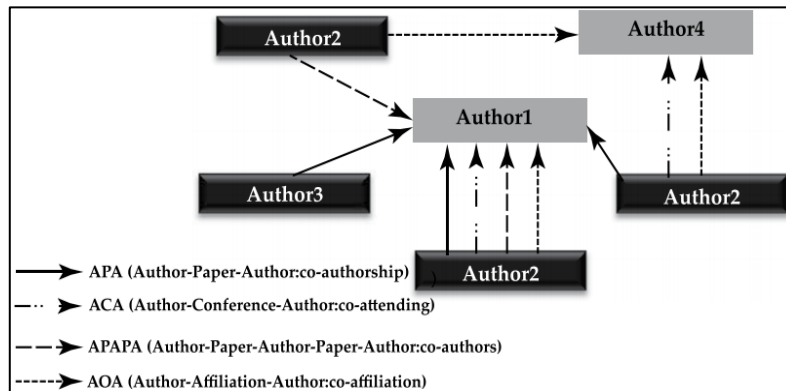 Author2
Author4
Author1
Author3
Author2
Author2
APA (Author-Paper-Author:co-authorship)
ACA (Author-Conference-Author:co-attending)
APAPA (Author-Paper-Author-Paper-Author:co-authors)
AOA (Author-Affiliation-Author:co-affiliation)